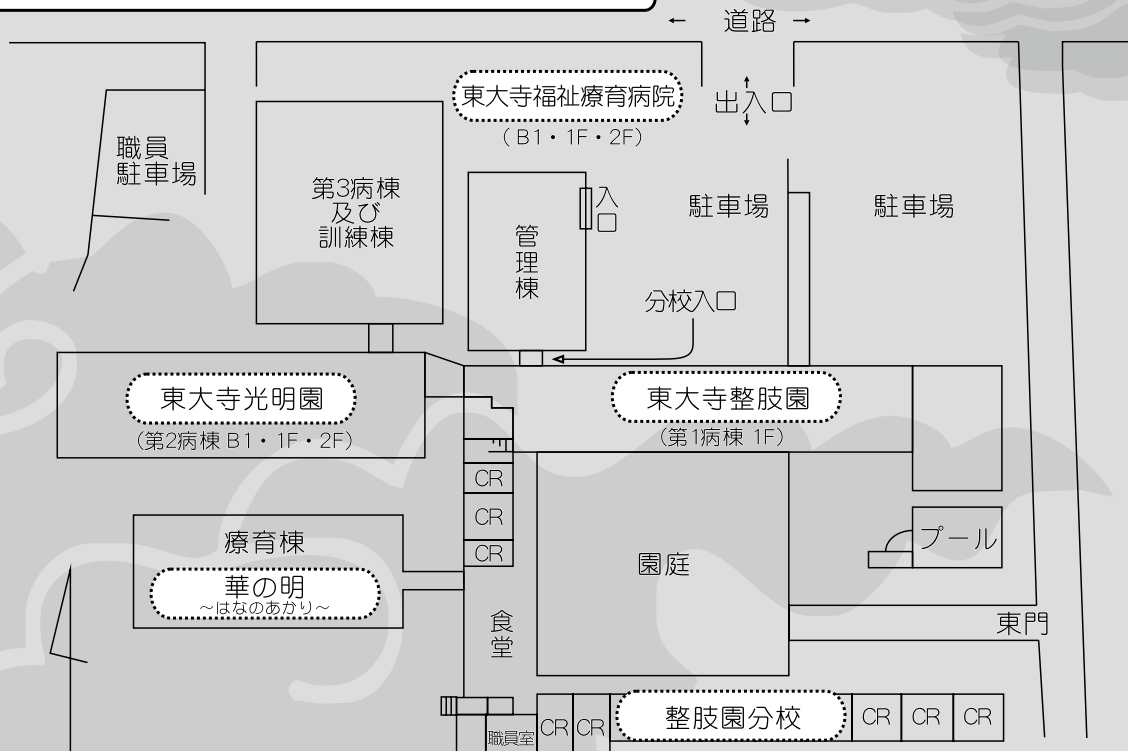 ← 道路 →
東大寺福祉療育病院
出入口
（B1・1F・2F）
職員
駐車場
第3病棟
及び
訓練棟
入口
管理棟
駐車場
駐車場
分校入口
東大寺光明園
（第2病棟 B1・1F・2F）
東大寺整肢園
（第1病棟 1F）
CR
CR
CR
プール
療育棟
華の明
～はなのあかり～
園庭
食堂
東門
整肢園分校
職員室
CR
CR
CR
CR
CR